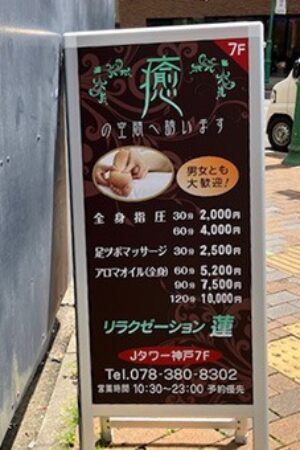 7F
癒
の空間へ誘います
男女とも
大歓迎!
全身指圧 30分 2,000円
60分 4,000円
足ツボマッサージ 30分 2,500円
アロマオイル(全身) 60分 5,200円
90分 7,500円
120分 10,000円
リラクゼーション 蓮
Jタワー神戸7F
Tel.078-380-8302
営業時間 10:30~23:00 予約優先